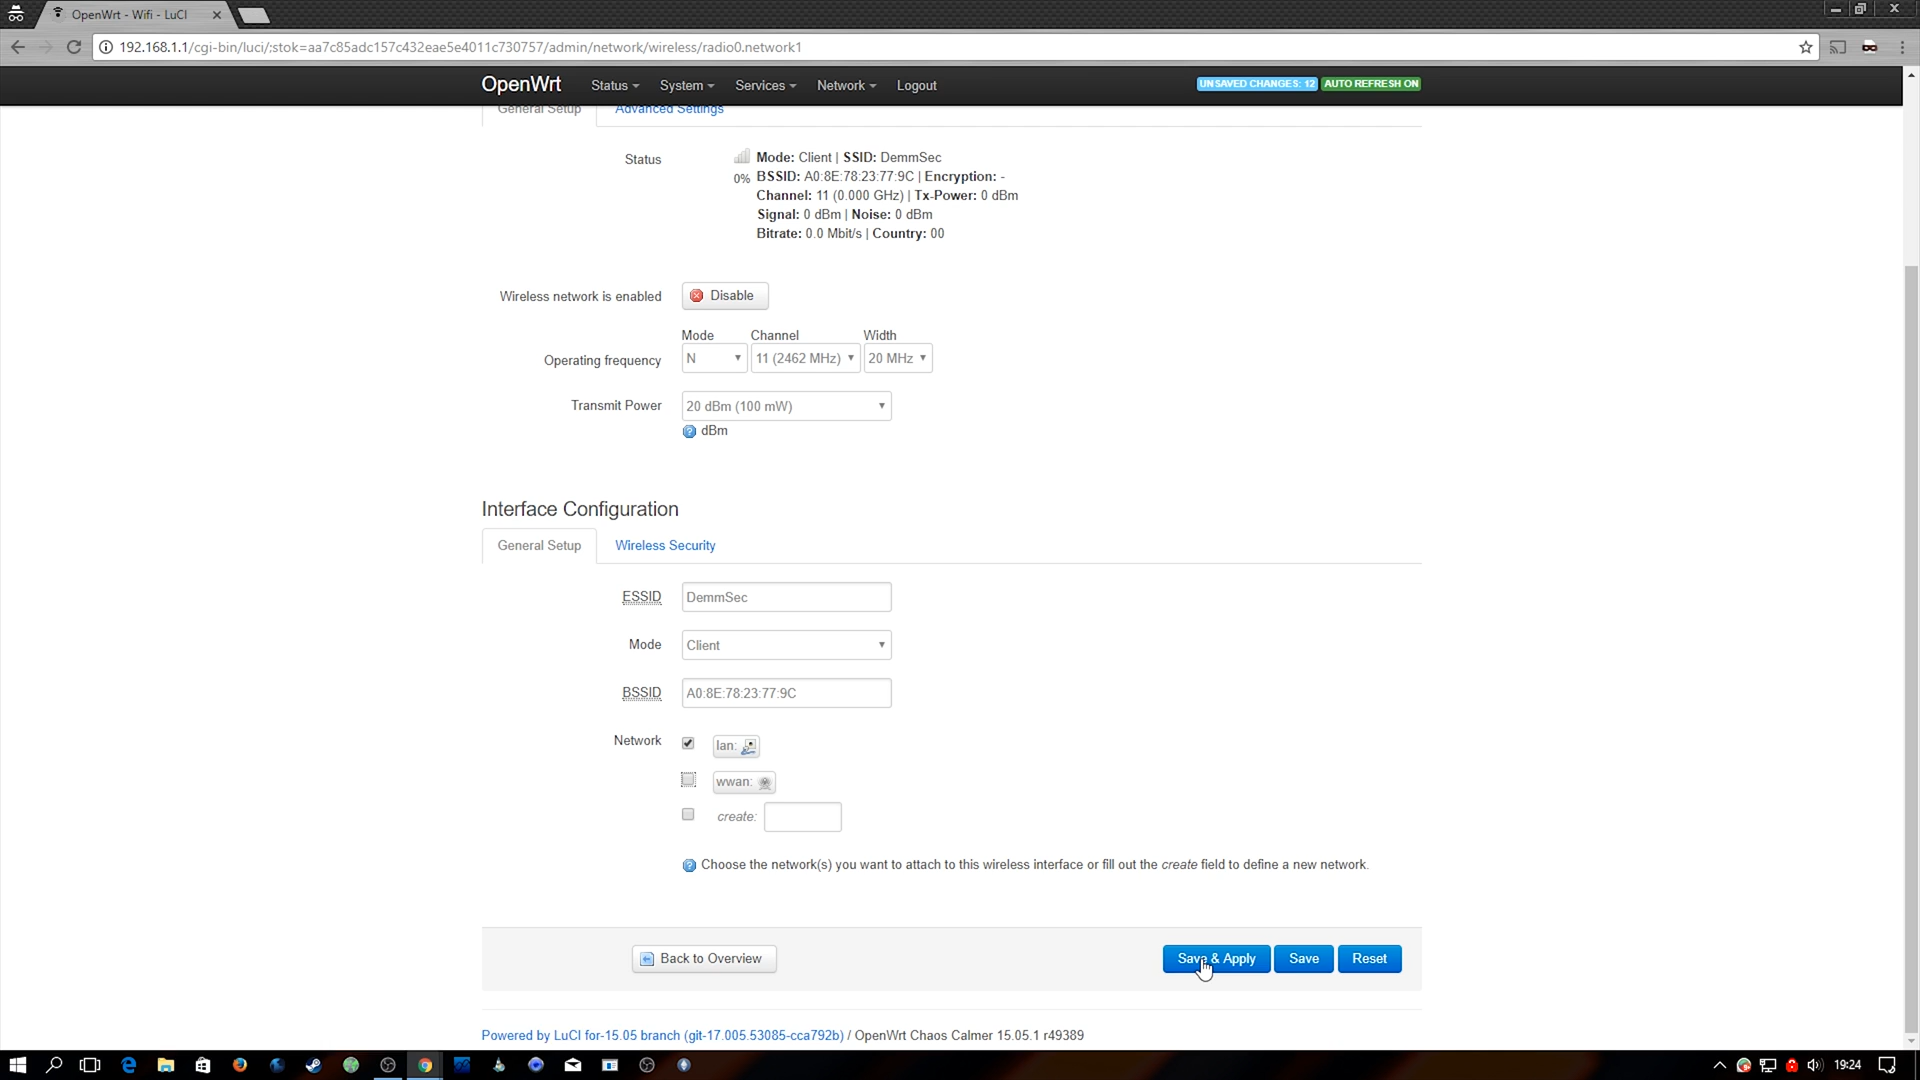 OpenWrt - Wifi - LuCI
192.168.1.1/cgi-bin/luci/;stok=aa7c85adc157c432eae5e4011c730757/admin/network/wireless/radio0.network1
OpenWrt Status System Services Network Logout UNSAVED CHANGES: 12 AUTO REFRESH ON
General Setup Advanced Settings
Status
Mode: Client | SSID: DemmSec
0% BSSID: A0:8E:78:23:77:9C | Encryption: -
Channel: 11 (0.000 GHz) | Tx-Power: 0 dBm
Signal: 0 dBm | Noise: 0 dBm
Bitrate: 0.0 Mbit/s | Country: 00
Wireless network is enabled Disable
Mode Channel Width
Operating frequency N 11 (2462 MHz) 20 MHz
Transmit Power 20 dBm (100 mW)
dBm
Interface Configuration
General Setup Wireless Security
ESSID DemmSec
Mode Client
BSSID A0:8E:78:23:77:9C
Network lan:
wwan:
create:
Choose the network(s) you want to attach to this wireless interface or fill out the create field to define a new network.
Back to Overview Save & Apply Save Reset
Powered by LuCI for-15.05 branch (git-17.005.53085-cca792b) / OpenWrt Chaos Calmer 15.05.1 r49389
19:24